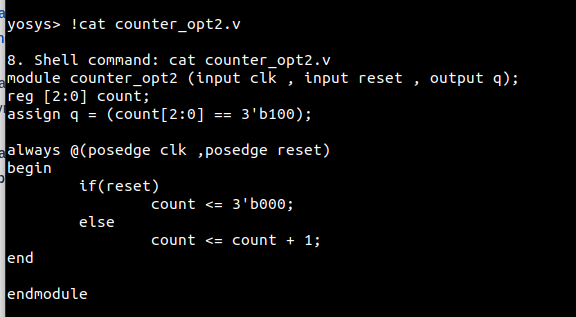 yosys> !cat counter_opt2.v
8. Shell command: cat counter_opt2.v
module counter_opt2 (input clk , input reset , output q);
reg [2:0] count;
assign q = (count[2:0] == 3'b100);
always @(posedge clk ,posedge reset)
begin
if(reset)
count <= 3'b000;
else
count <= count + 1;
end
endmodule